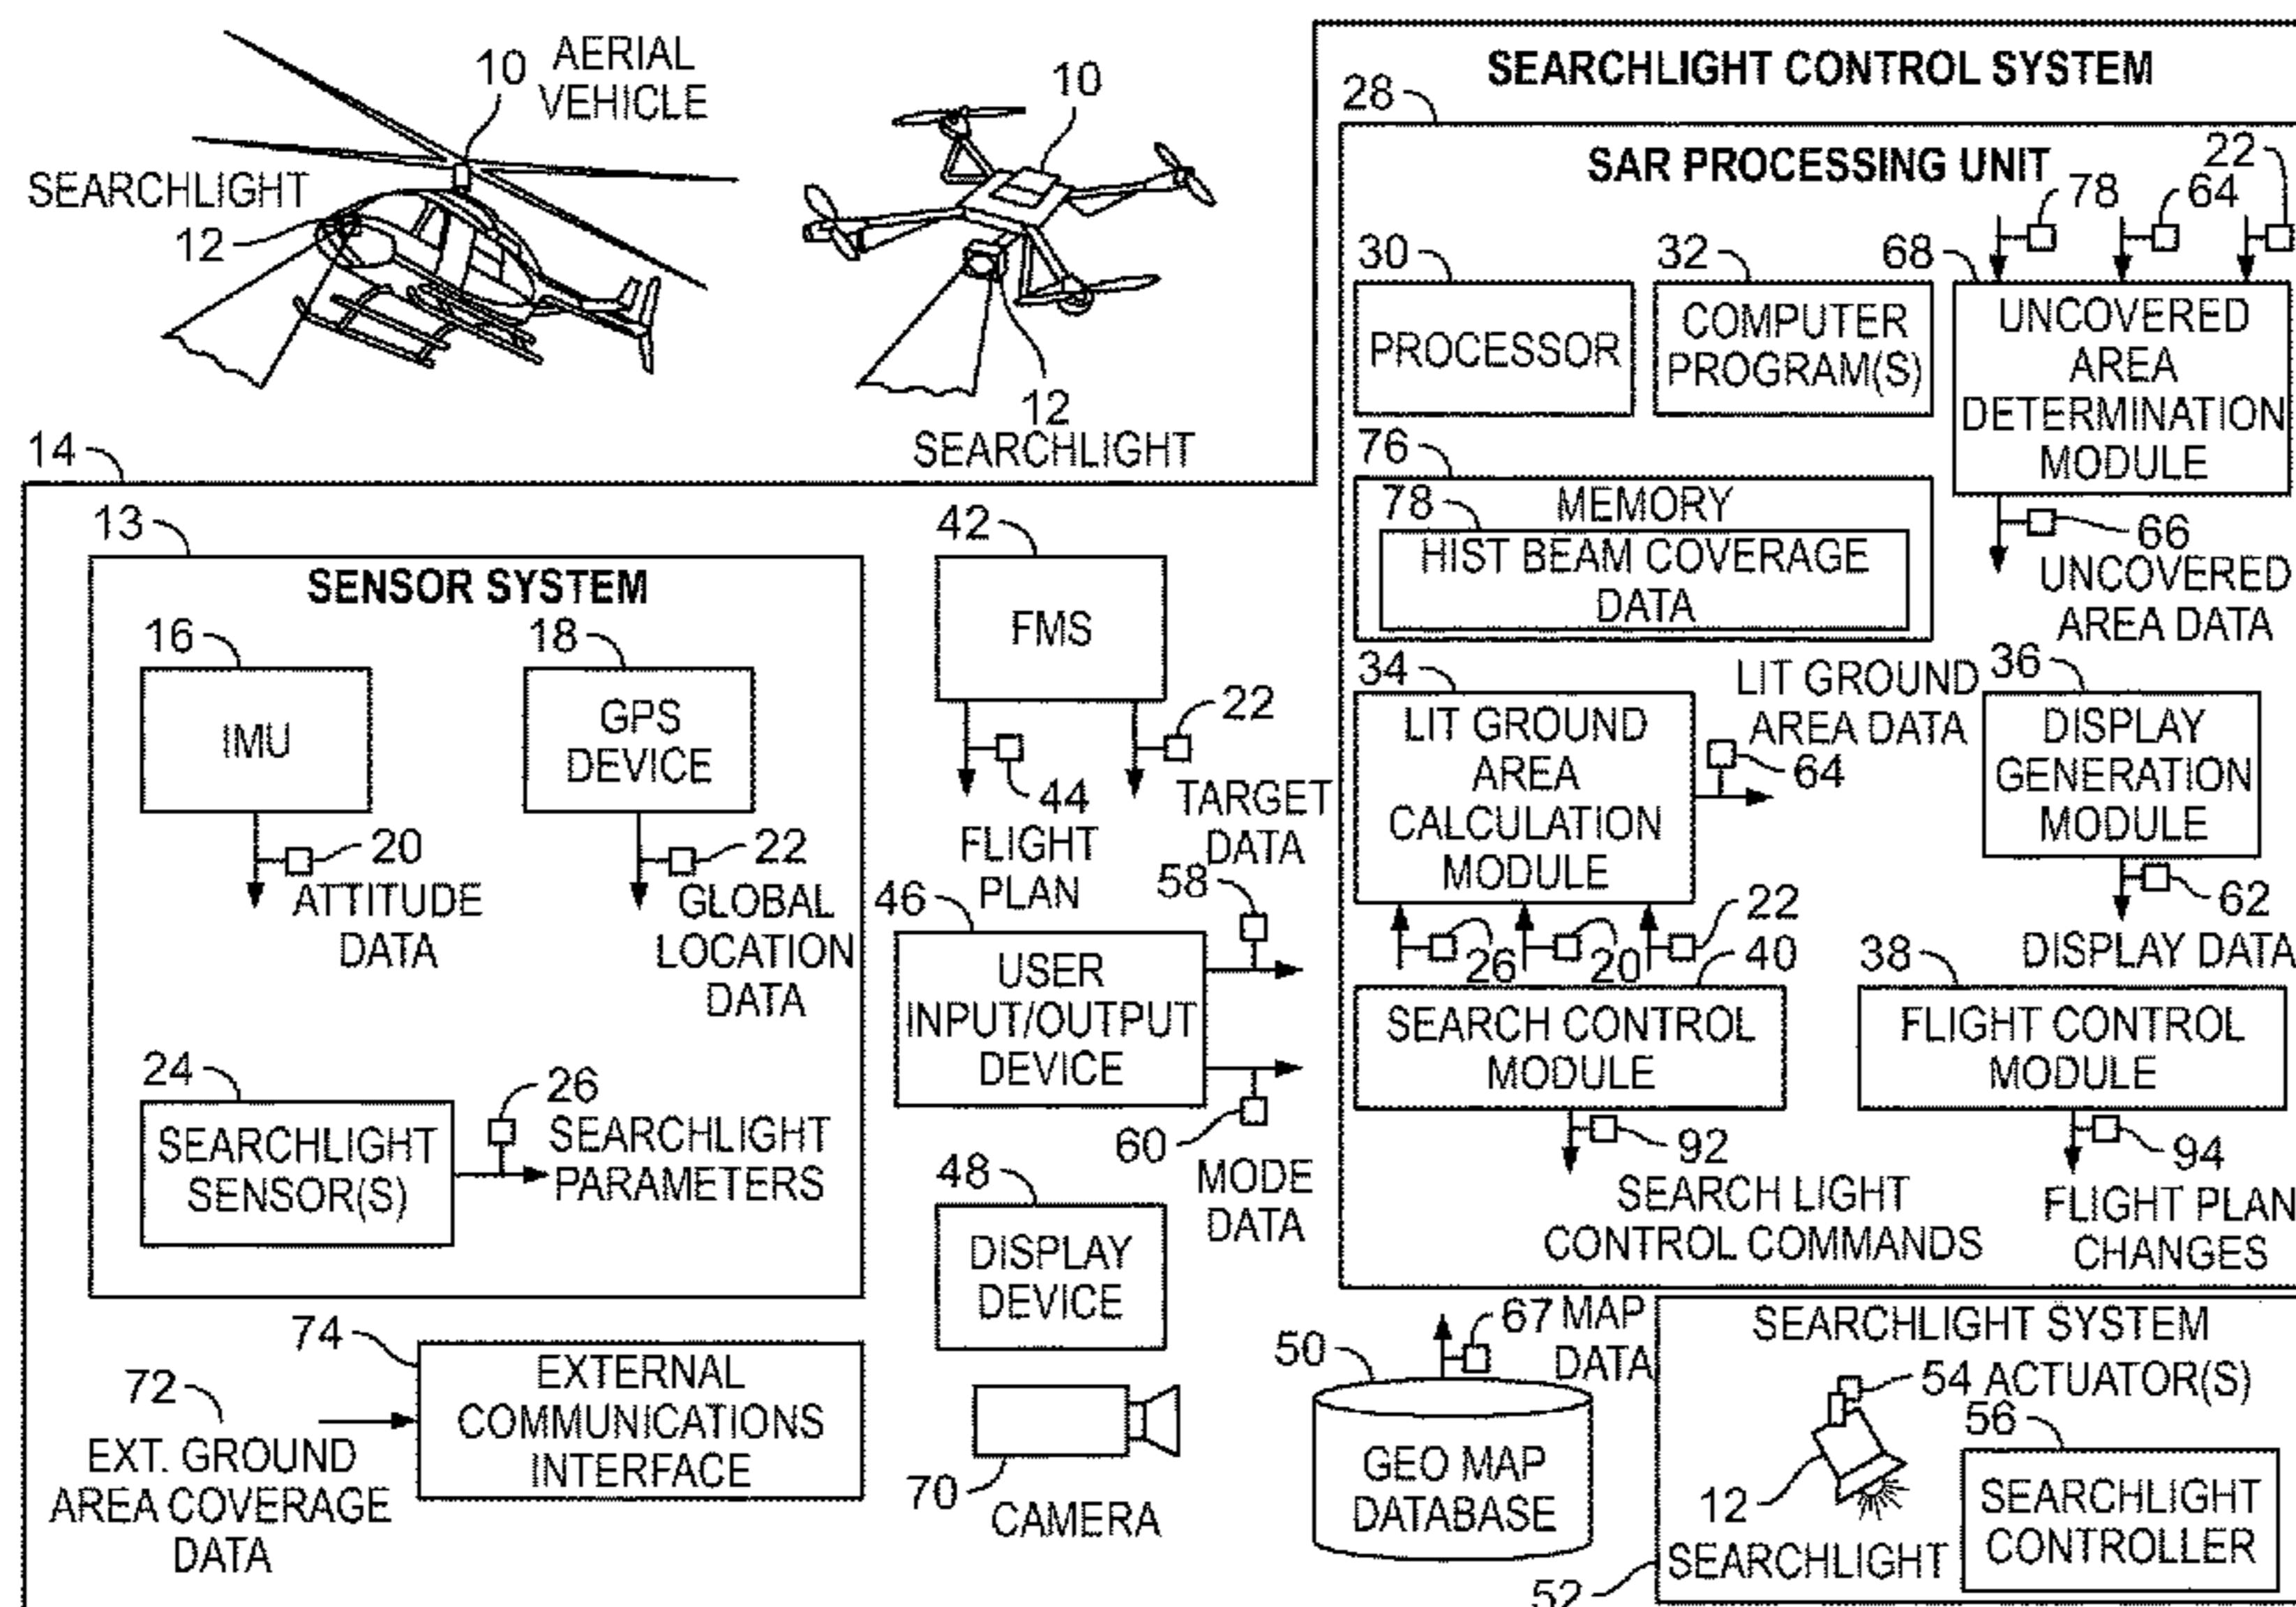 10
AERIAL
VEHICLE
SEARCHLIGHT
12
10
12
SEARCHLIGHT
14
SEARCHLIGHT CONTROL SYSTEM
28
SAR PROCESSING UNIT
78
64
22
30
PROCESSOR
32
COMPUTER
PROGRAM(S)
68
UNCOVERED
AREA
DETERMINATION
MODULE
66
UNCOVERED
AREA DATA
76
MEMORY
78
HIST BEAM COVERAGE
DATA
13
SENSOR SYSTEM
16
IMU
20
ATTITUDE
DATA
18
GPS
DEVICE
22
GLOBAL
LOCATION
DATA
24
SEARCHLIGHT
SENSOR(S)
26
SEARCHLIGHT
PARAMETERS
42
FMS
44
FLIGHT
PLAN
22
TARGET
DATA
46
USER
INPUT/OUTPUT
DEVICE
58
60
MODE
DATA
48
DISPLAY
DEVICE
70
CAMERA
34
LIT GROUND
AREA
CALCULATION
MODULE
LIT GROUND
AREA DATA
64
26
20
22
36
DISPLAY
GENERATION
MODULE
62
DISPLAY DATA
40
SEARCH CONTROL
MODULE
92
SEARCH LIGHT
CONTROL COMMANDS
38
FLIGHT CONTROL
MODULE
94
FLIGHT PLAN
CHANGES
72
EXT. GROUND
AREA COVERAGE
DATA
74
EXTERNAL
COMMUNICATIONS
INTERFACE
50
GEO MAP
DATABASE
67 MAP
DATA
SEARCHLIGHT SYSTEM
54 ACTUATOR(S)
56
SEARCHLIGHT
CONTROLLER
12
SEARCHLIGHT
52